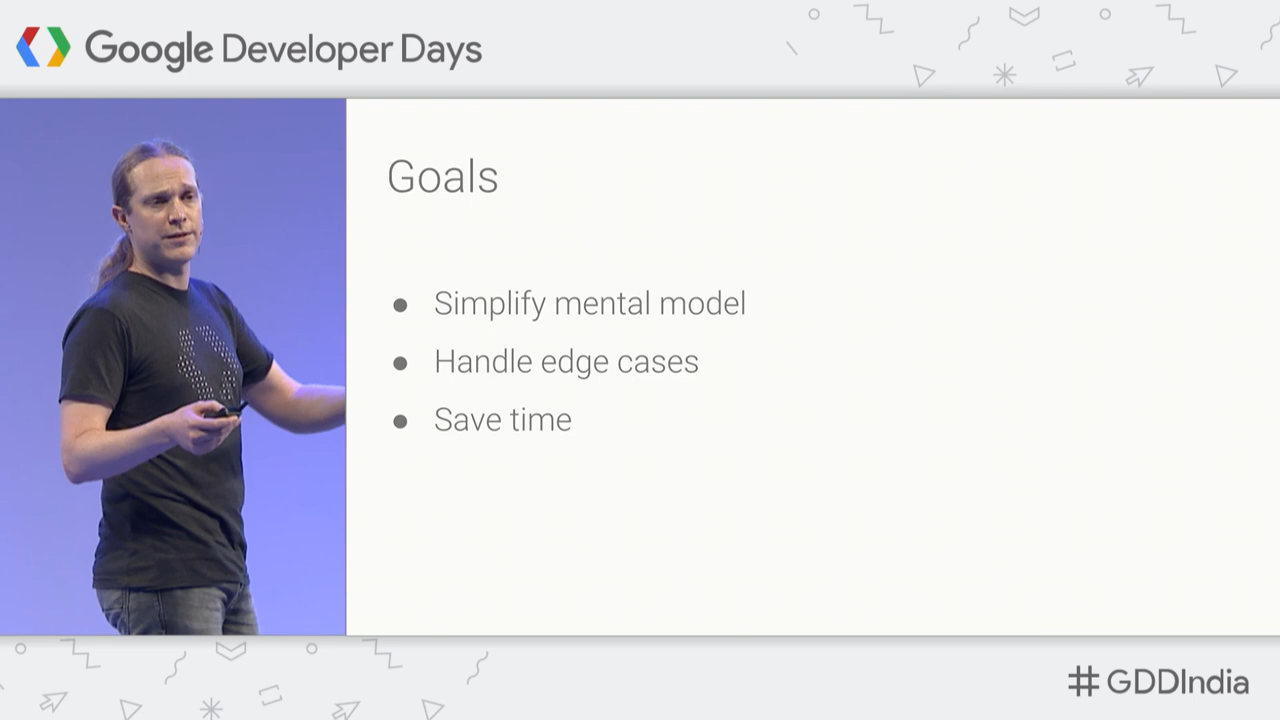 Google Developer Days
Goals
● Simplify mental model
● Handle edge cases
● Save time
#GDDIndia